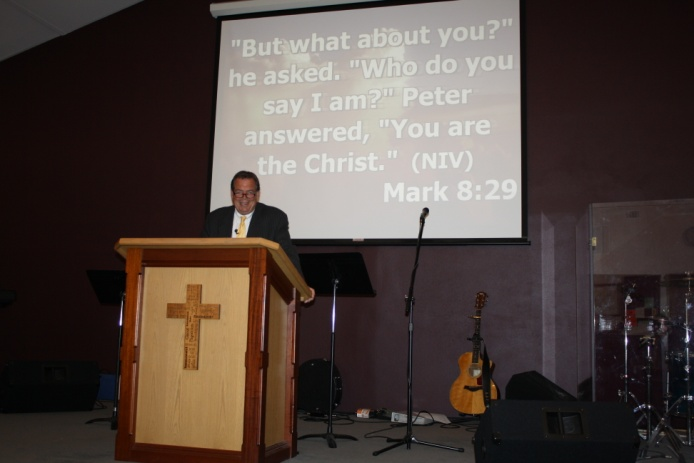 "But what about you?"
he asked. "Who do you
say I am?" Peter
answered, "You are
the Christ." (NIV)
Mark 8:29